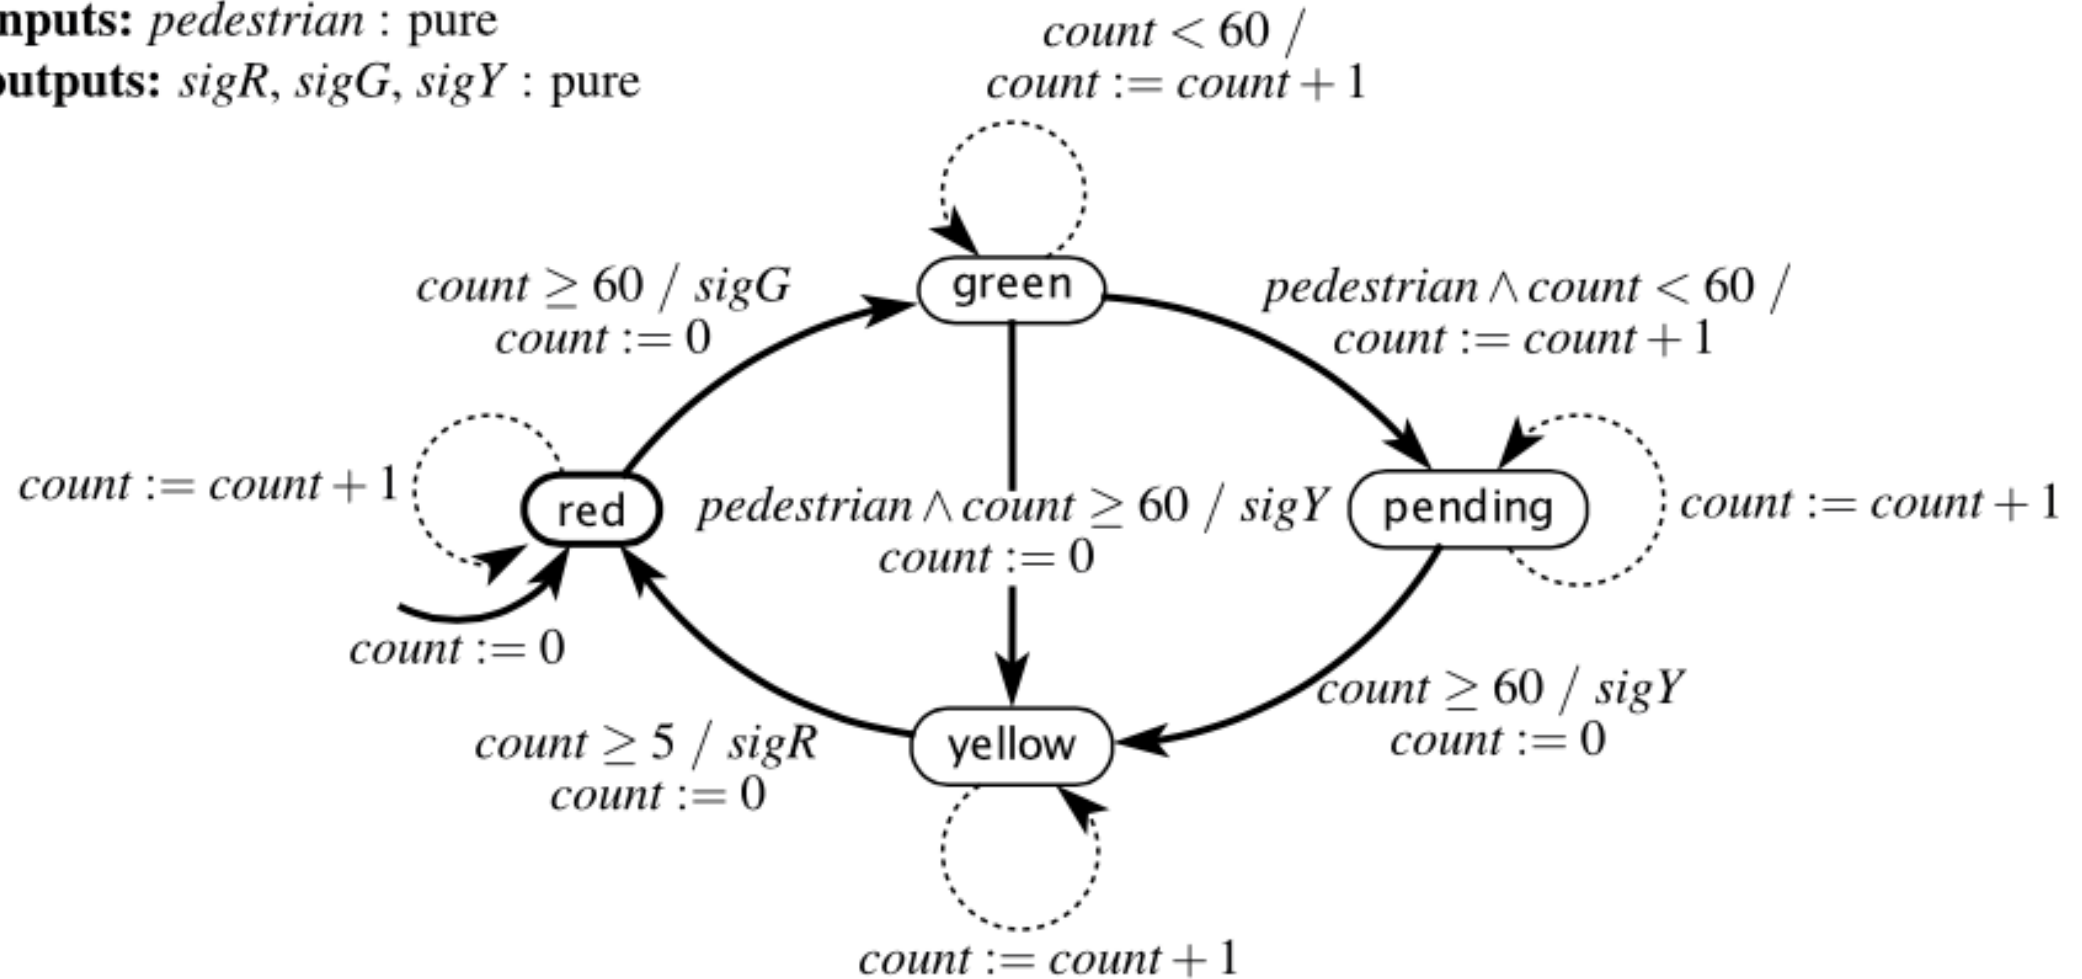 nputs: pedestrian : pure
outputs: sigR, sigG, sigY : pure
count < 60 /
count := count + 1
green
count ≥ 60 / sigG
count := 0
pedestrian ∧ count < 60 /
count := count + 1
count := count + 1
red
pedestrian ∧ count ≥ 60 / sigY
count := 0
pending
count := count + 1
count := 0
count ≥ 5 / sigR
count := 0
yellow
count ≥ 60 / sigY
count := 0
count := count + 1